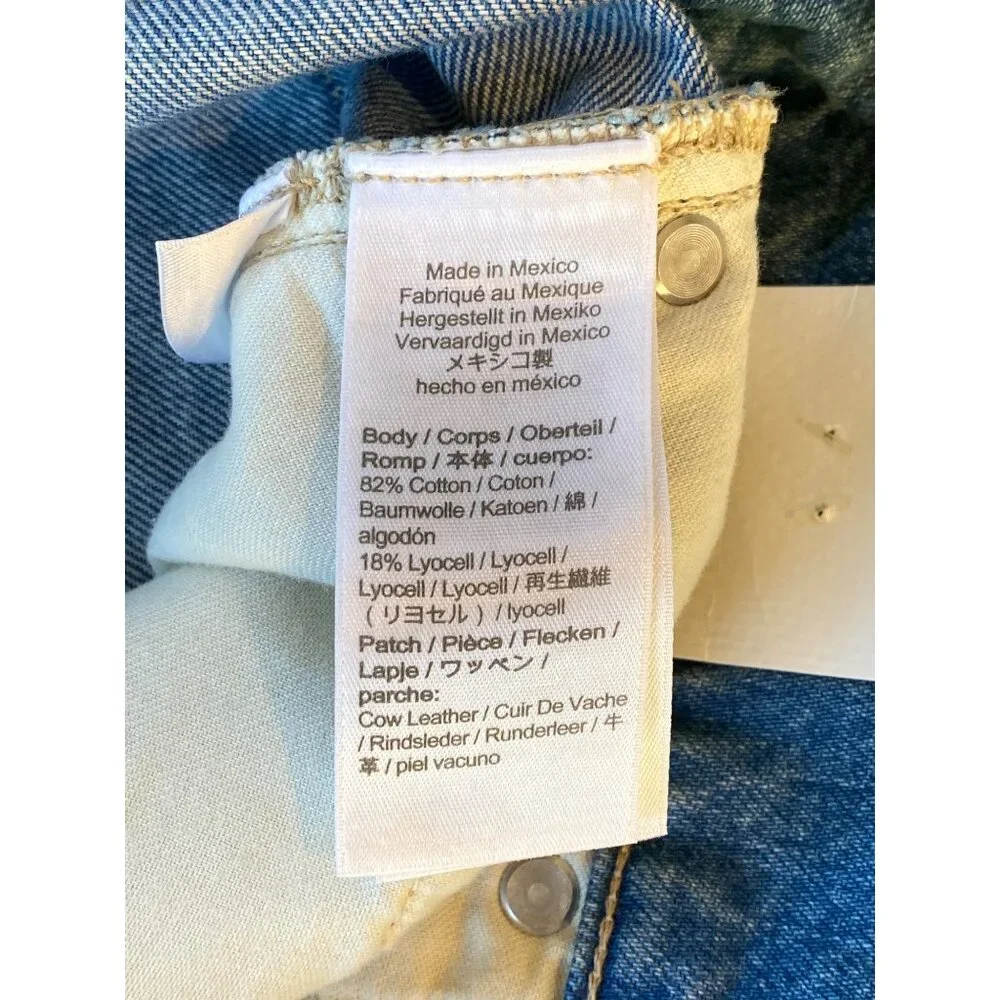 Made in Mexico
Fabriqué au Mexique
Hergestellt in Mexiko
Vervaardigd in Mexico
メキシコ製
hecho en méxico
Body / Corps / Oberteil /
Romp / 本体 / cuerpo:
82% Cotton / Coton /
Baumwolle / Katoen / 綿 /
algodón
18% Lyocell / Lyocell /
Lyocell / Lyocell / 再生繊維
( リヨセル ) / lyocell
Patch / Pièce / Flecken /
Lapje / ワッペン /
parche:
Cow Leather / Cuir De Vache
/ Rindsleder / Runderleer / 牛
革 / piel vacuno